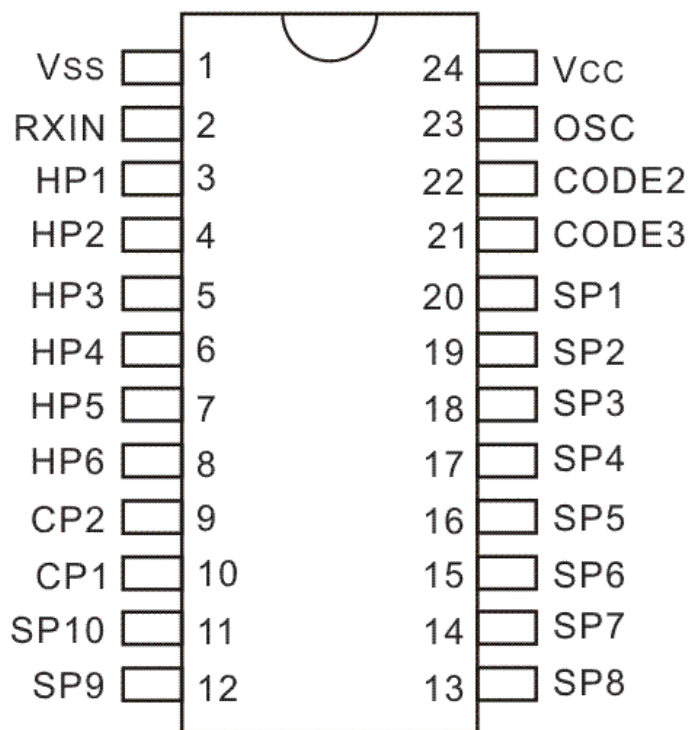 VSS 1 24 VCC
RXIN 2 23 OSC
HP1 3 22 CODE2
HP2 4 21 CODE3
HP3 5 20 SP1
HP4 6 19 SP2
HP5 7 18 SP3
HP6 8 17 SP4
CP2 9 16 SP5
CP1 10 15 SP6
SP10 11 14 SP7
SP9 12 13 SP8